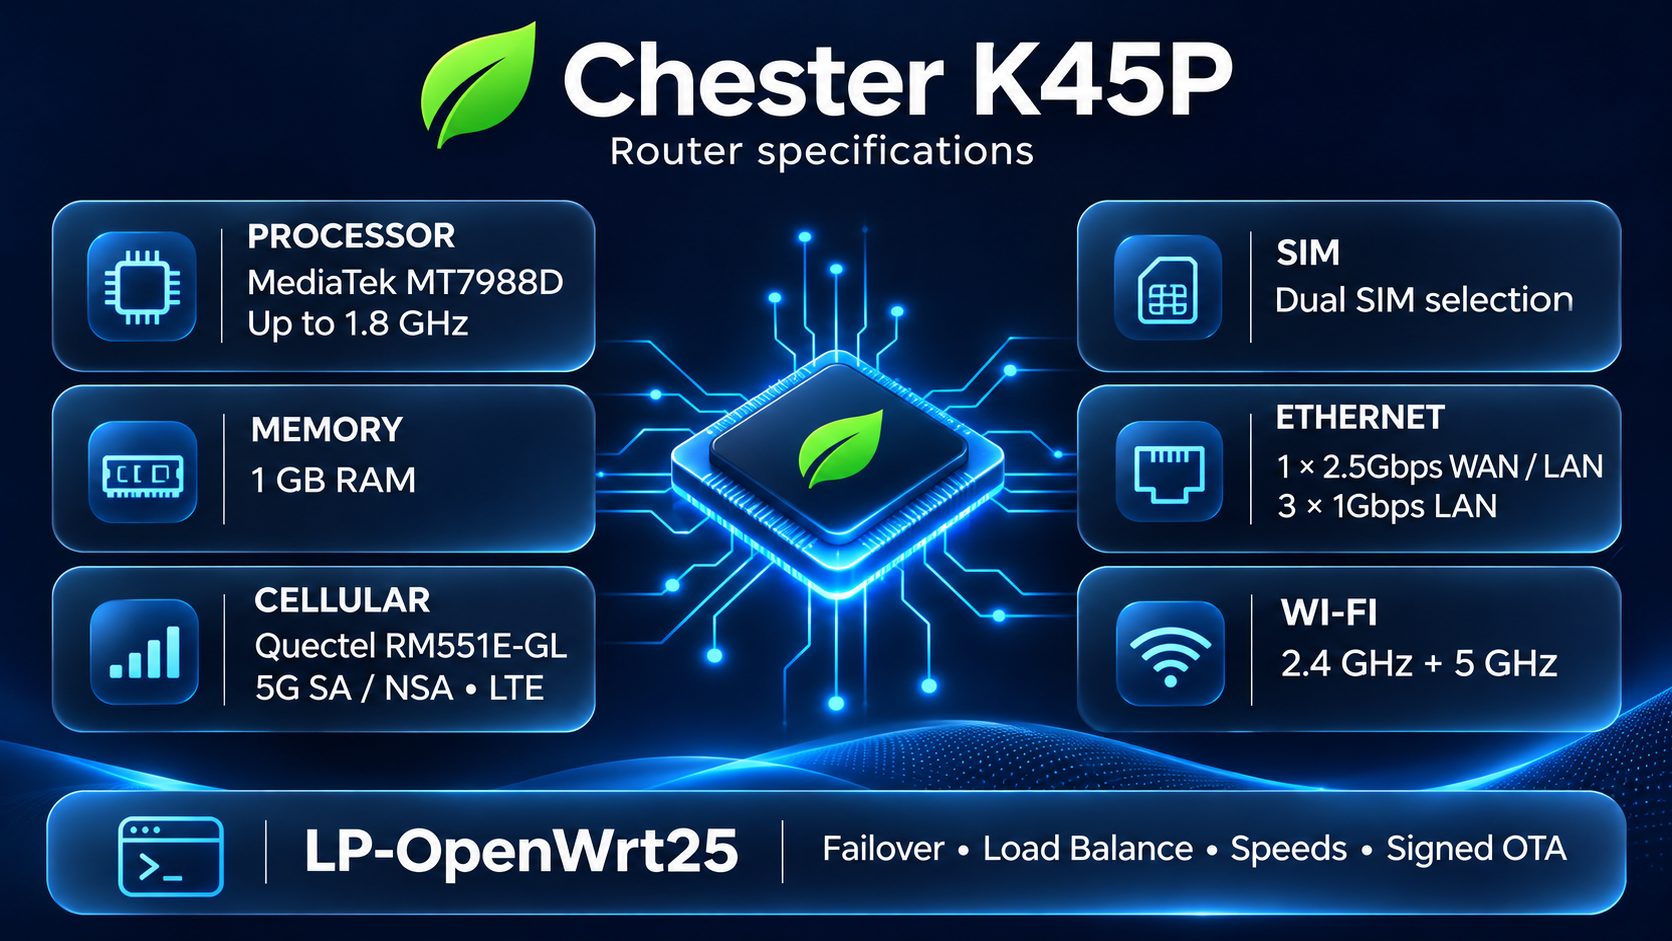 Chester K45P
Router specifications
PROCESSOR
MediaTek MT7988D
Up to 1.8 GHz
MEMORY
1 GB RAM
CELLULAR
Quectel RM551E-GL
5G SA / NSA • LTE
SIM
Dual SIM selection
ETHERNET
1 × 2.5Gbps WAN / LAN
3 × 1Gbps LAN
WI-FI
2.4 GHz + 5 GHz
LP-OpenWrt25
Failover • Load Balance • Speeds • Signed OTA